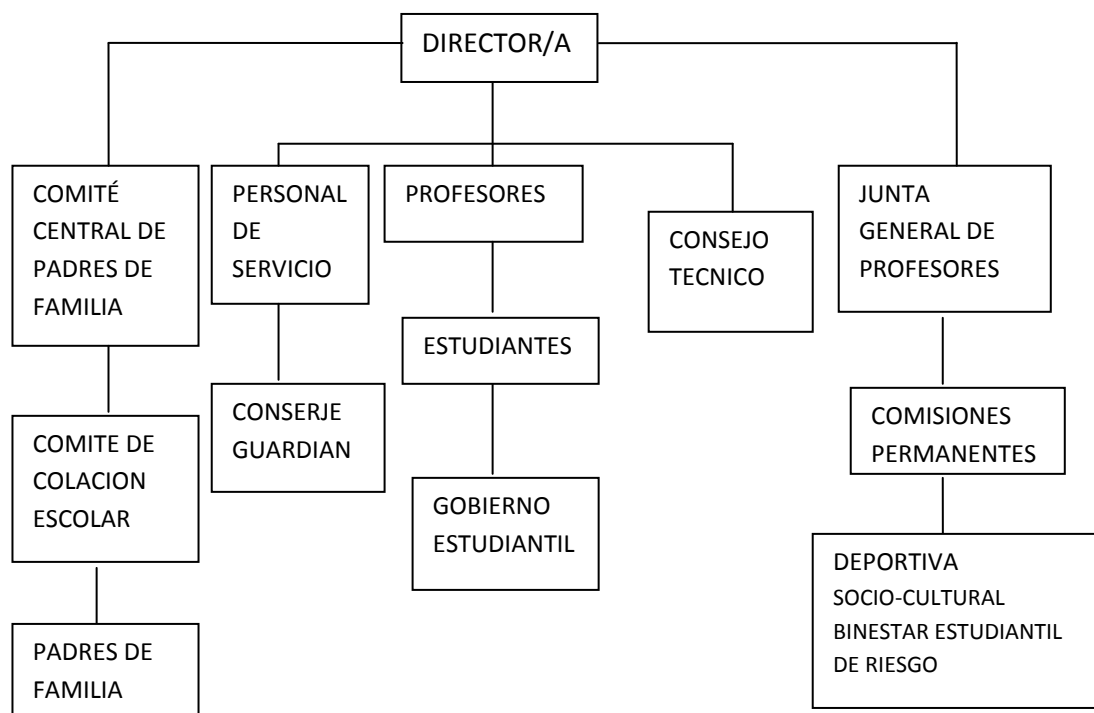 DIRECTOR/A
COMITÉ
CENTRAL DE
PADRES DE
FAMILIA
PERSONAL
DE
SERVICIO
PROFESORES
CONSEJO
TECNICO
JUNTA
GENERAL DE
PROFESORES
ESTUDIANTES
CONSERJE
GUARDIAN
COMISIONES
PERMANENTES
COMITE DE
COLACION
ESCOLAR
GOBIERNO
ESTUDIANTIL
DEPORTIVA
SOCIO-CULTURAL
BINESTAR ESTUDIANTIL
DE RIESGO
PADRES DE
FAMILIA